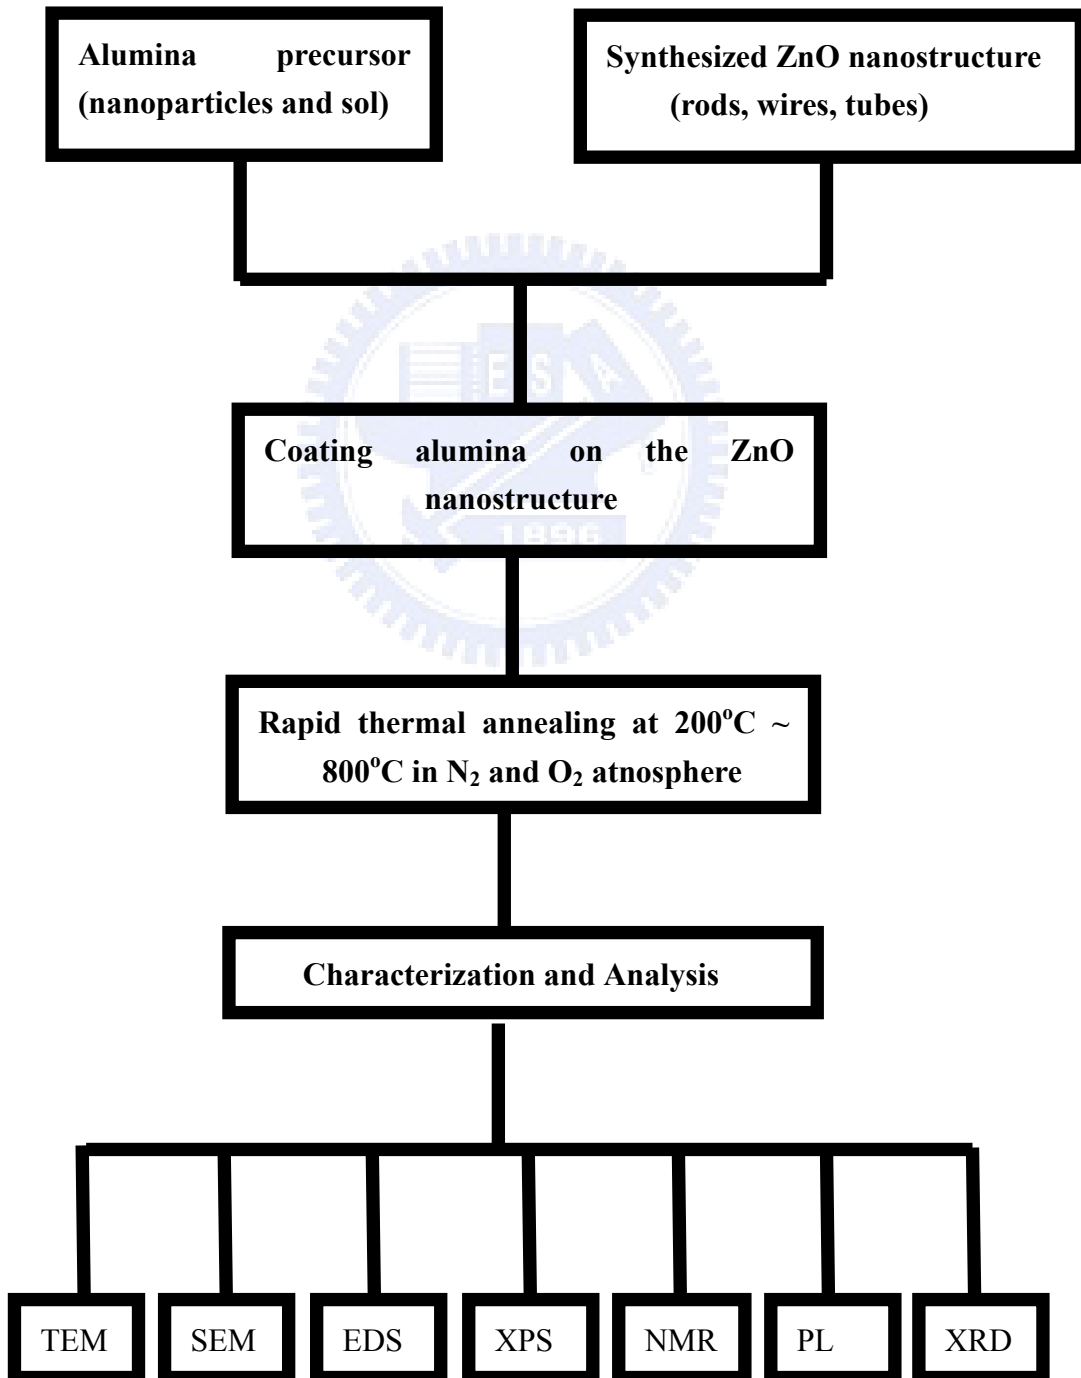 Alumina precursor
(nanoparticles and sol)
Synthesized ZnO nanostructure
(rods, wires, tubes)
E S A
Coating alumina on the ZnO
nanostructure
1896
Rapid thermal annealing at 200°C ~
800°C in N₂ and O₂ atnosphere
Characterization and Analysis
TEM
SEM
EDS
XPS
NMR
PL
XRD